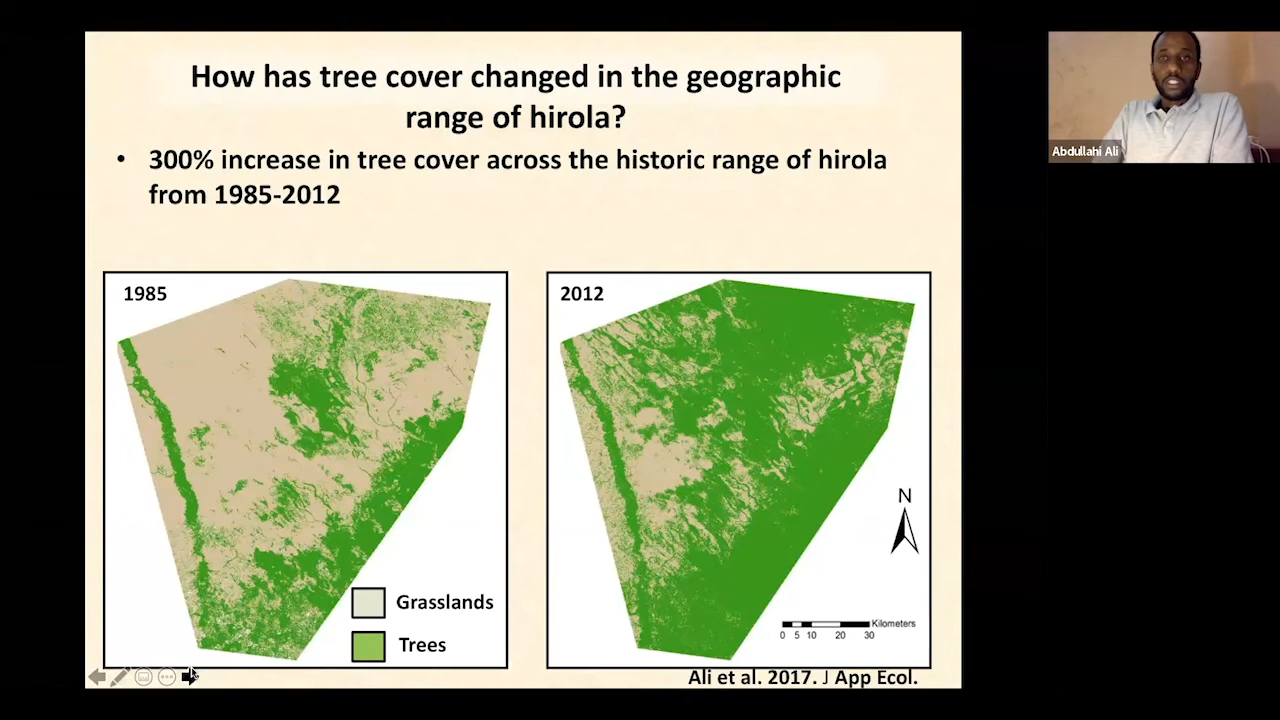 How has tree cover changed in the geographic
range of hirola?
• 300% increase in tree cover across the historic range of hirola
from 1985-2012
1985
2012
Grasslands
Trees
N
Kilometers
0 5 10 20 30
Ali et al. 2017. J App Ecol.
Abdullahi Ali